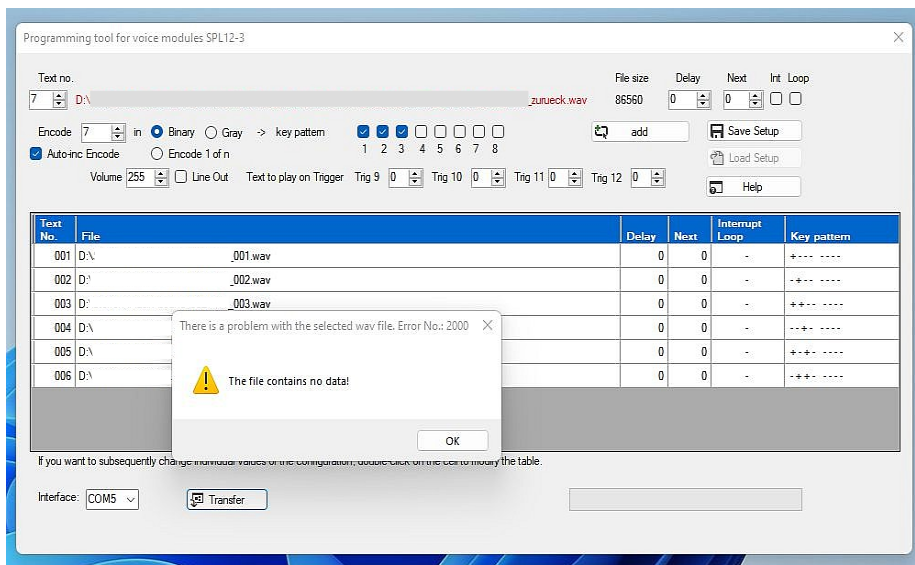 Programming tool for voice modules SPL12-3
Text no. File size Delay Next Int Loop
7 D:\ _zurueck.wav 86560 0 0
Encode 7 in Binary Gray -> key pattern add Save Setup
Auto-inc Encode Encode 1 of n 1 2 3 4 5 6 7 8 Load Setup
Volume 255 Line Out Text to play on Trigger Trig 9 0 Trig 10 0 Trig 11 0 Trig 12 0 Help
Text No. File Delay Next Interrupt Loop Key pattern
001 D:\ _001.wav 0 0 - +--- ----
002 D: _002.wav 0 0 - -+-- ----
003 D: _003.wav 0 0 - ++-- ----
004 D:\ 0 0 - --+- ----
005 D:\ 0 0 - +-+- ----
006 D:\ 0 0 - -++- ----
There is a problem with the selected wav file. Error No.: 2000
The file contains no data!
OK
If you want to subsequently change individual values of the configuration, double-click on the cell to modify the table.
Interface: COM5 Transfer